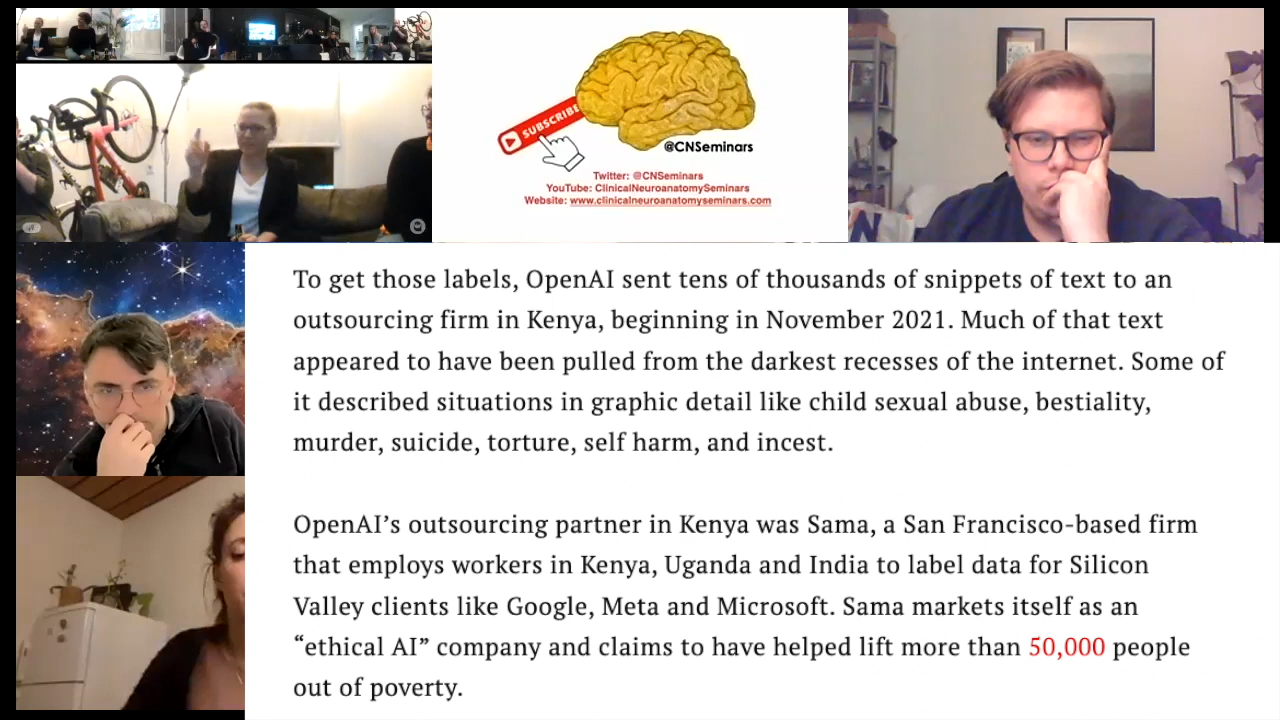 SUBSCRIBE
@CNSeminars
Twitter: @CNSeminars
YouTube: ClinicalNeuroanatomySeminars
Website: www.clinicalneuroanatomyseminars.com
To get those labels, OpenAI sent tens of thousands of snippets of text to an
outsourcing firm in Kenya, beginning in November 2021. Much of that text
appeared to have been pulled from the darkest recesses of the internet. Some of
it described situations in graphic detail like child sexual abuse, bestiality,
murder, suicide, torture, self harm, and incest.
OpenAI’s outsourcing partner in Kenya was Sama, a San Francisco-based firm
that employs workers in Kenya, Uganda and India to label data for Silicon
Valley clients like Google, Meta and Microsoft. Sama markets itself as an
“ethical AI” company and claims to have helped lift more than 50,000 people
out of poverty.